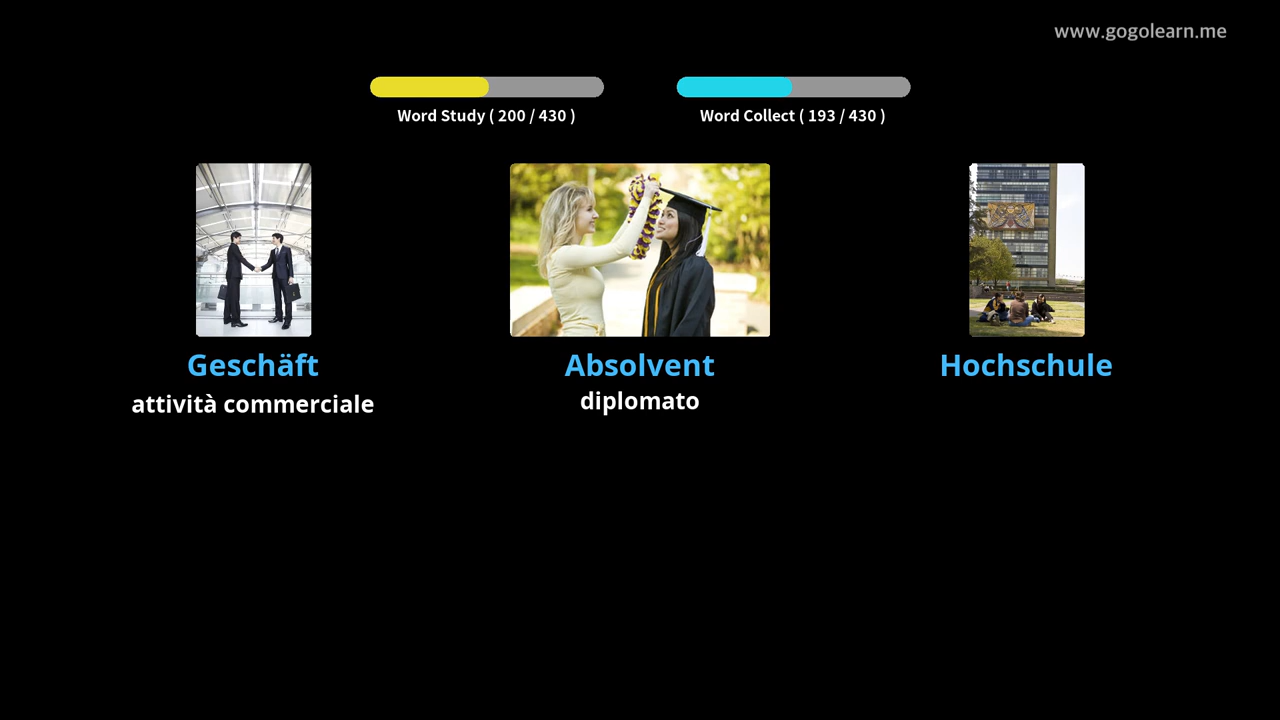 www.gogolearn.me
Word Study ( 200 / 430 )
Word Collect ( 193 / 430 )
Geschäft
Absolvent
Hochschule
attività commerciale
diplomato